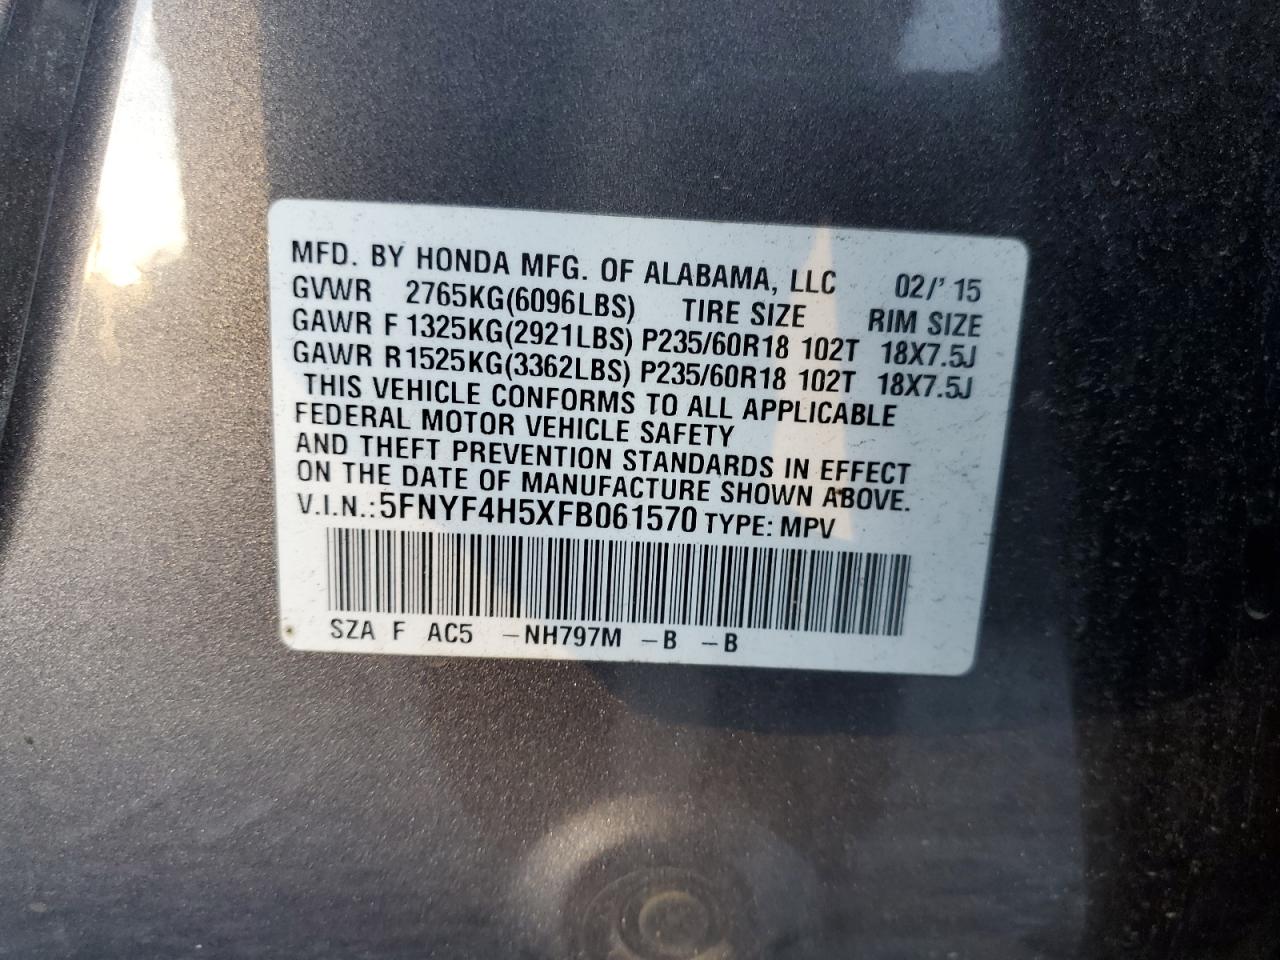 MFD. BY HONDA MFG. OF ALABAMA, LLC 02/'15
GVWR 2765KG(6096LBS) TIRE SIZE RIM SIZE
GAWR F 1325KG(2921LBS) P235/60R18 102T 18X7.5J
GAWR R 1525KG(3362LBS) P235/60R18 102T 18X7.5J
THIS VEHICLE CONFORMS TO ALL APPLICABLE
FEDERAL MOTOR VEHICLE SAFETY
AND THEFT PREVENTION STANDARDS IN EFFECT
ON THE DATE OF MANUFACTURE SHOWN ABOVE.
V.I.N.:5FNYF4H5XFB061570 TYPE: MPV
SZA F AC5 -NH797M -B -B